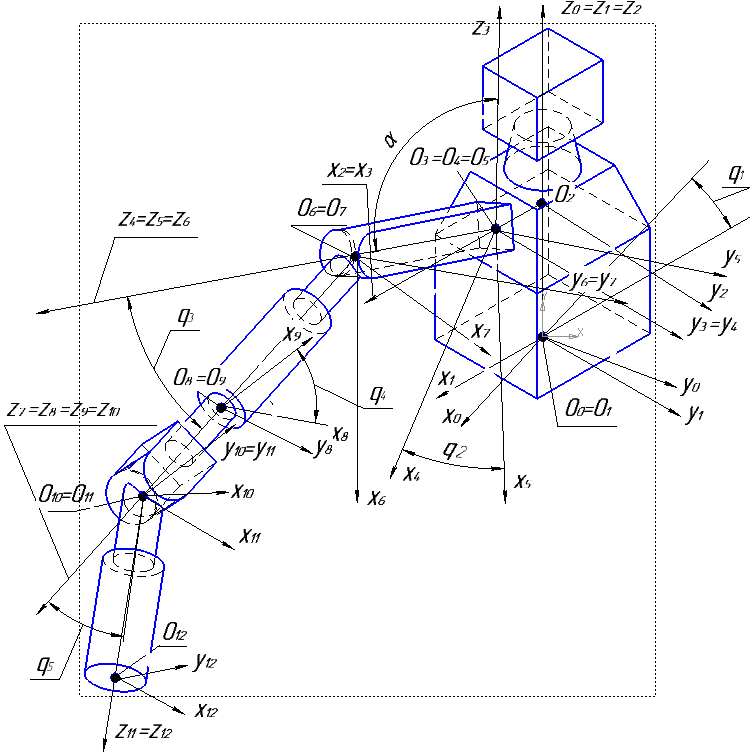 z₀=z₁=z₂
z₃
α
x₂=x₃
O₃=O₄=O₅
q₁
O₆=O₇
O₂
z₄=z₅=z₆
y₅
y₆=y₇
y₂
q₃
x₉
x₇
y₃=y₄
x
O₈=O₉
x₁
q₄
y₀
z₇=z₈=z₉=z₁₀
x₀
O₀=O₁
y₁
x₈
y₁₀=y₁₁
y₈
q₂
x₄
x₅
O₁₀=O₁₁
x₁₀
x₆
x₁₁
O₁₂
q₅
y₁₂
x₁₂
z₁₁=z₁₂